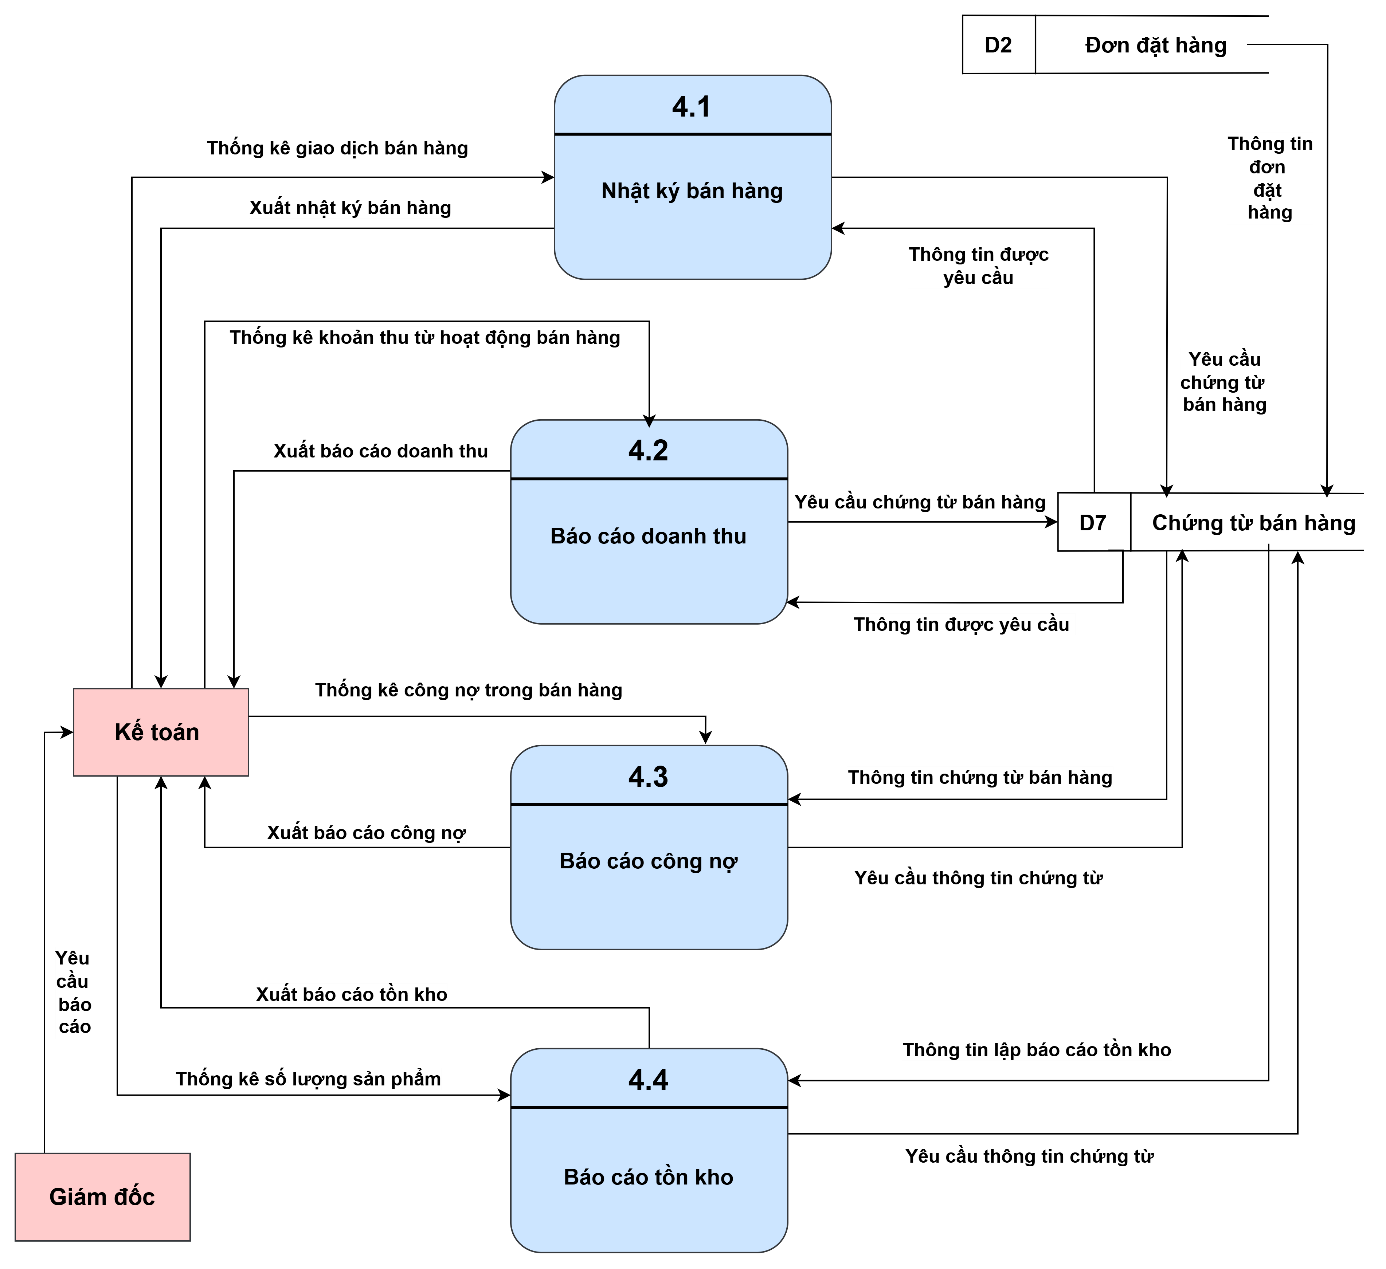 D2
Đơn đặt hàng
4.1
Thống kê giao dịch bán hàng
Thông tin
đơn
đặt
hàng
Nhật ký bán hàng
Xuất nhật ký bán hàng
Thông tin được
yêu cầu
Thống kê khoản thu từ hoạt động bán hàng
Yêu cầu
chứng từ
bán hàng
4.2
Xuất báo cáo doanh thu
Yêu cầu chứng từ bán hàng
D7
Chứng từ bán hàng
Báo cáo doanh thu
Thông tin được yêu cầu
Thống kê công nợ trong bán hàng
Kế toán
4.3
Thông tin chứng từ bán hàng
Xuất báo cáo công nợ
Báo cáo công nợ
Yêu cầu thông tin chứng từ
Yêu
cầu
báo
cáo
Xuất báo cáo tồn kho
Thông tin lập báo cáo tồn kho
Thống kê số lượng sản phẩm
4.4
Yêu cầu thông tin chứng từ
Báo cáo tồn kho
Giám đốc